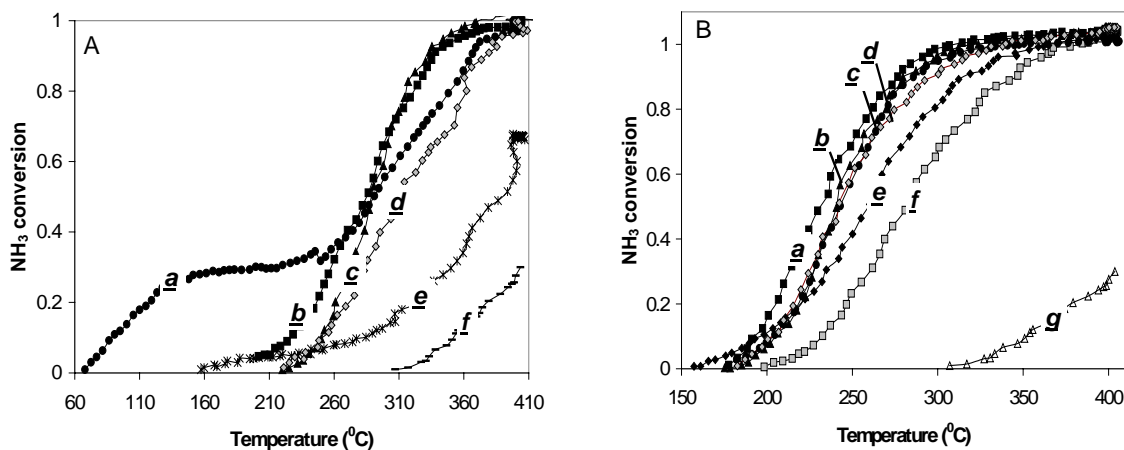 A
NH3 conversion
1
0.8
0.6
0.4
0.2
0
a
b
c
d
e
f
60 110 160 210 260 310 360 410
Temperature (0C)
B
NH3 conversion
1
0.8
0.6
0.4
0.2
0
a
b
c
d
e
f
g
150 200 250 300 350 400
Temperature (0C)